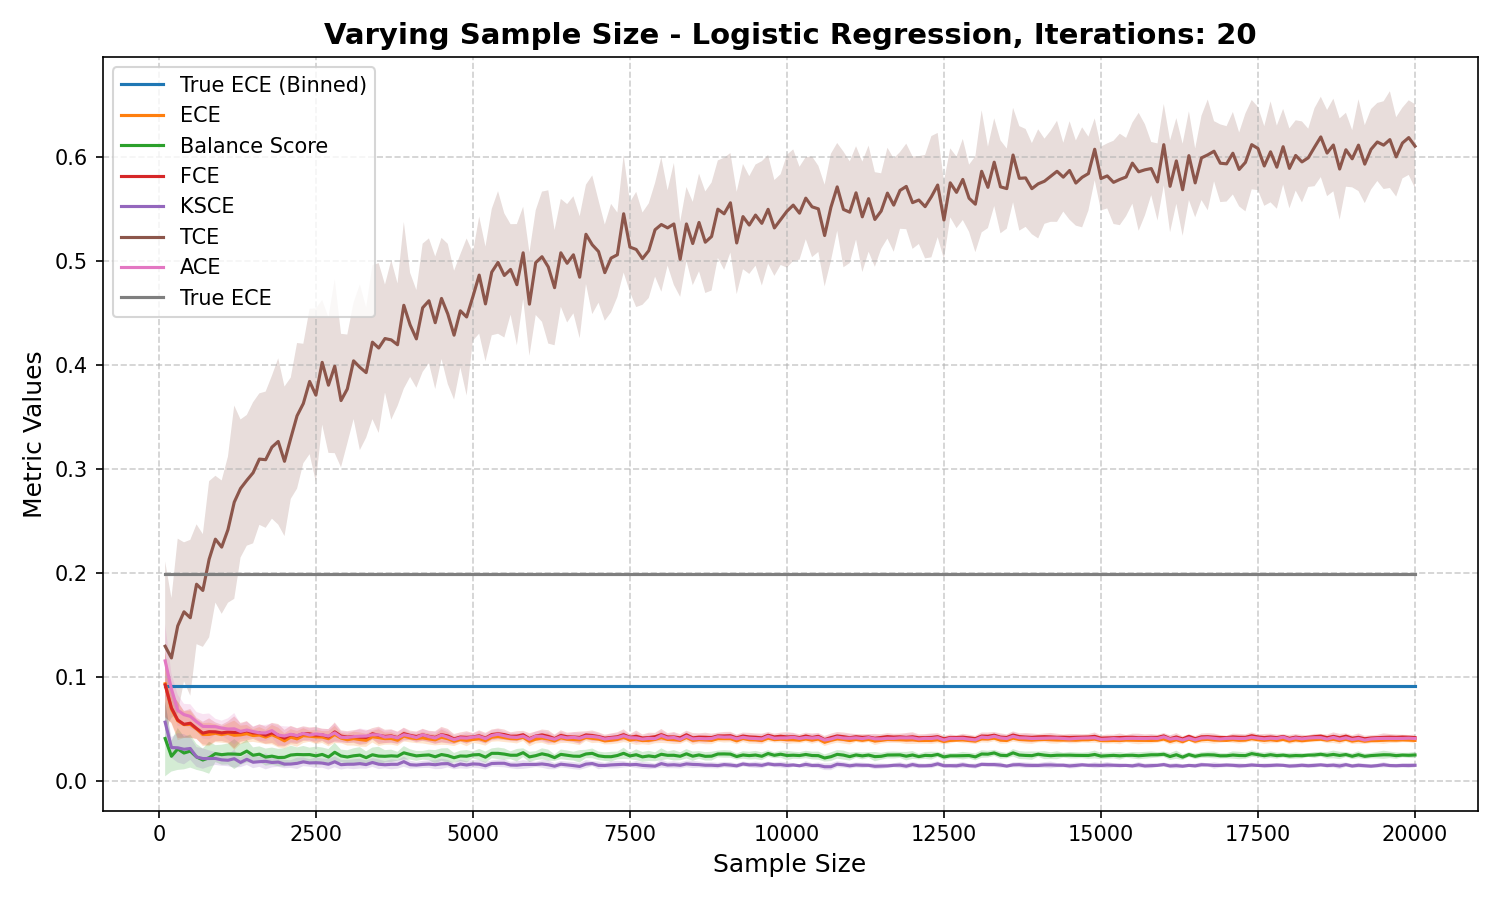 Varying Sample Size - Logistic Regression, Iterations: 20
True ECE (Binned)
ECE
Balance Score
FCE
KSCE
TCE
ACE
True ECE
Metric Values
0.6
0.5
0.4
0.3
0.2
0.1
0.0
0 2500 5000 7500 10000 12500 15000 17500 20000
Sample Size